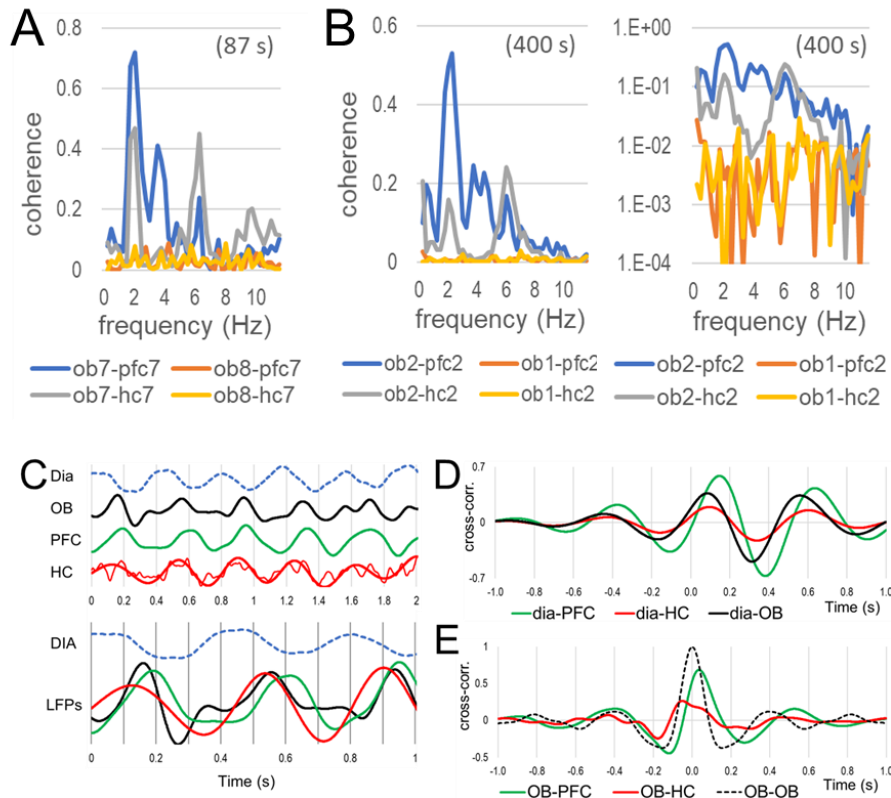 A
(87 s)
0.8
0.6
0.4
0.2
0
coherence
0 2 4 6 8 10
frequency (Hz)
ob7-pfc7 ob8-pfc7
ob7-hc7 ob8-hc7
B
(400 s)
0.6
0.4
0.2
0
coherence
0 2 4 6 8 10
frequency (Hz)
ob2-pfc2 ob1-pfc2
ob2-hc2 ob1-hc2
(400 s)
1.E+00
1.E-01
1.E-02
1.E-03
1.E-04
0 2 4 6 8 10
frequency (Hz)
ob2-pfc2 ob1-pfc2
ob2-hc2 ob1-hc2
C
Dia
OB
PFC
HC
0 0.2 0.4 0.6 0.8 1 1.2 1.4 1.6 1.8 2
DIA
LFPs
0 0.2 0.4 0.6 0.8 1
Time (s)
D
0.7
0
-0.7
cross-corr.
-1.0 -0.8 -0.6 -0.4 -0.2 0.0 0.2 0.4 0.6 0.8 1.0
Time (s)
dia-PFC dia-HC dia-OB
E
1
0.5
0
-0.5
cross-corr.
-1.0 -0.8 -0.6 -0.4 -0.2 0.0 0.2 0.4 0.6 0.8 1.0
Time (s)
OB-PFC OB-HC OB-OB